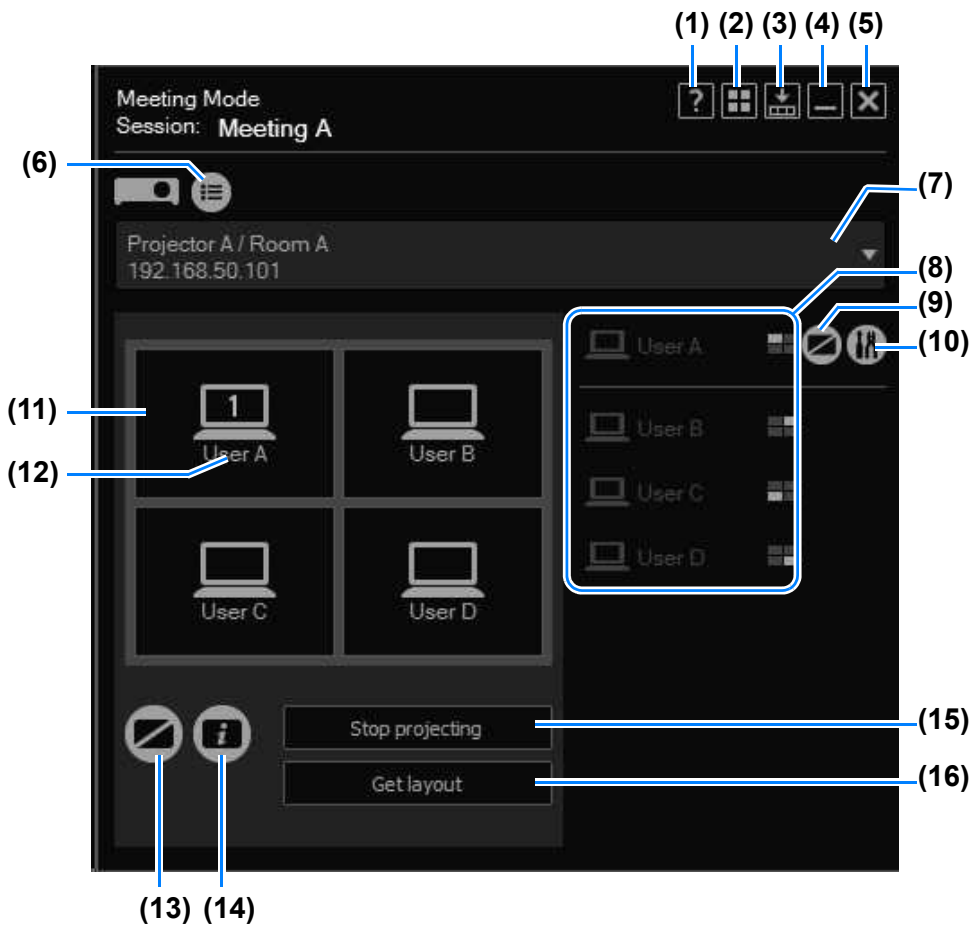 (1) (2) (3) (4) (5)
?
Meeting Mode
Session: Meeting A
(6)
(7)
Projector A / Room A
192.168.50.101
(8)
(9)
(10)
User A
User B
User C
User D
(11)
1
User A
User B
(12)
User C
User D
i
Stop projecting
(15)
Get layout
(16)
(13) (14)